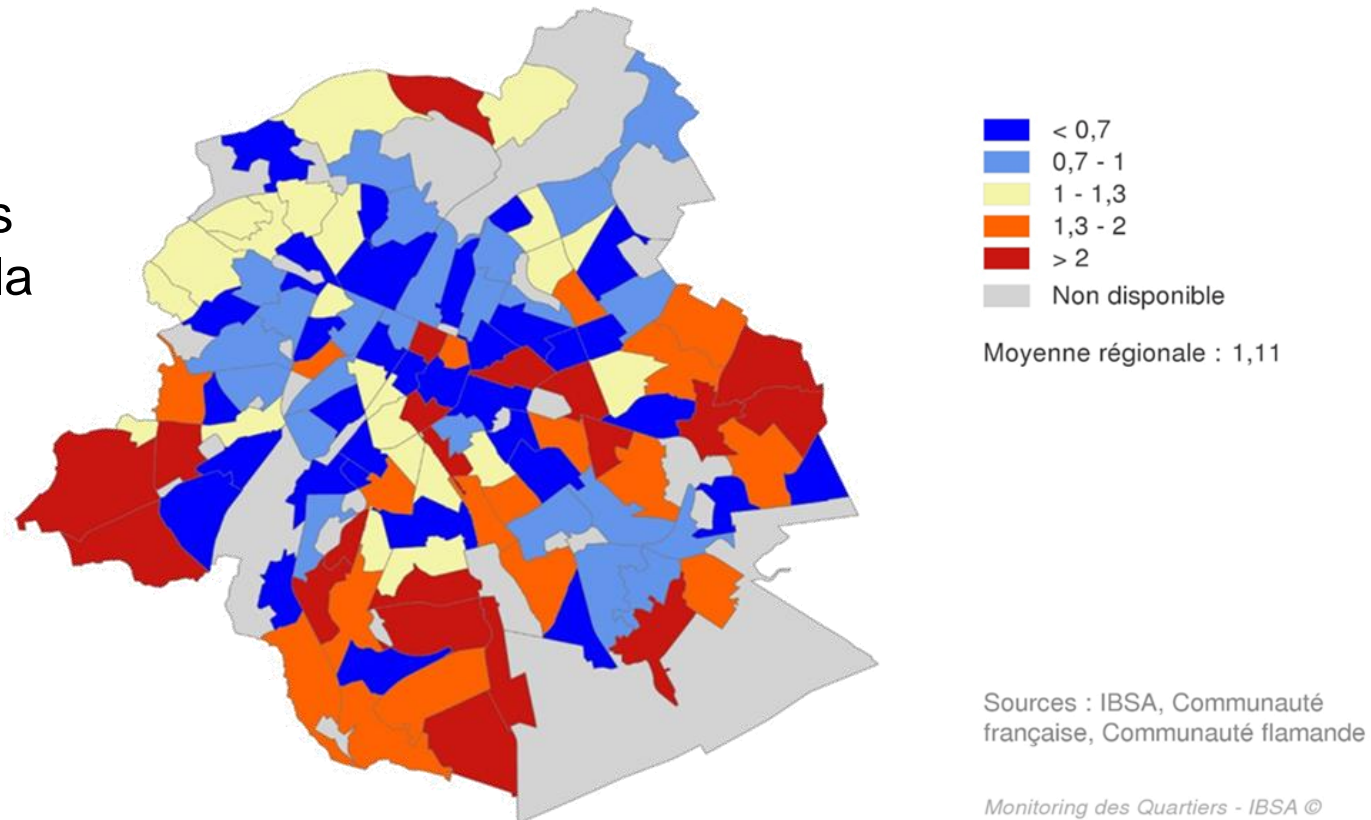 s
la
< 0,7
0,7 - 1
1 - 1,3
1,3 - 2
> 2
Non disponible
Moyenne régionale : 1,11
Sources : IBSA, Communauté
française, Communauté flamande
Monitoring des Quartiers - IBSA ©